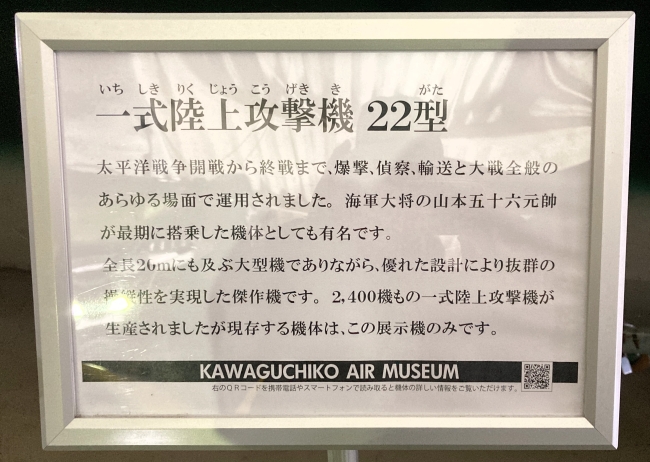 いち しき りく じょう こう げき き がた
一式陸上攻撃機 22型
太平洋戦争開戦から終戦まで、爆撃、偵察、輸送と大戦全般の
あらゆる場面で運用されました。海軍大将の山本五十六元帥
が最期に搭乗した機体としても有名です。
全長20mにも及ぶ大型機でありながら、優れた設計により抜群の
操縦性を実現した傑作機です。2,400機もの一式陸上攻撃機が
生産されましたが現存する機体は、この展示機のみです。
KAWAGUCHIKO AIR MUSEUM
右のQRコードを携帯電話やスマートフォンで読み取ると機体の詳しい情報をご覧いただけます。